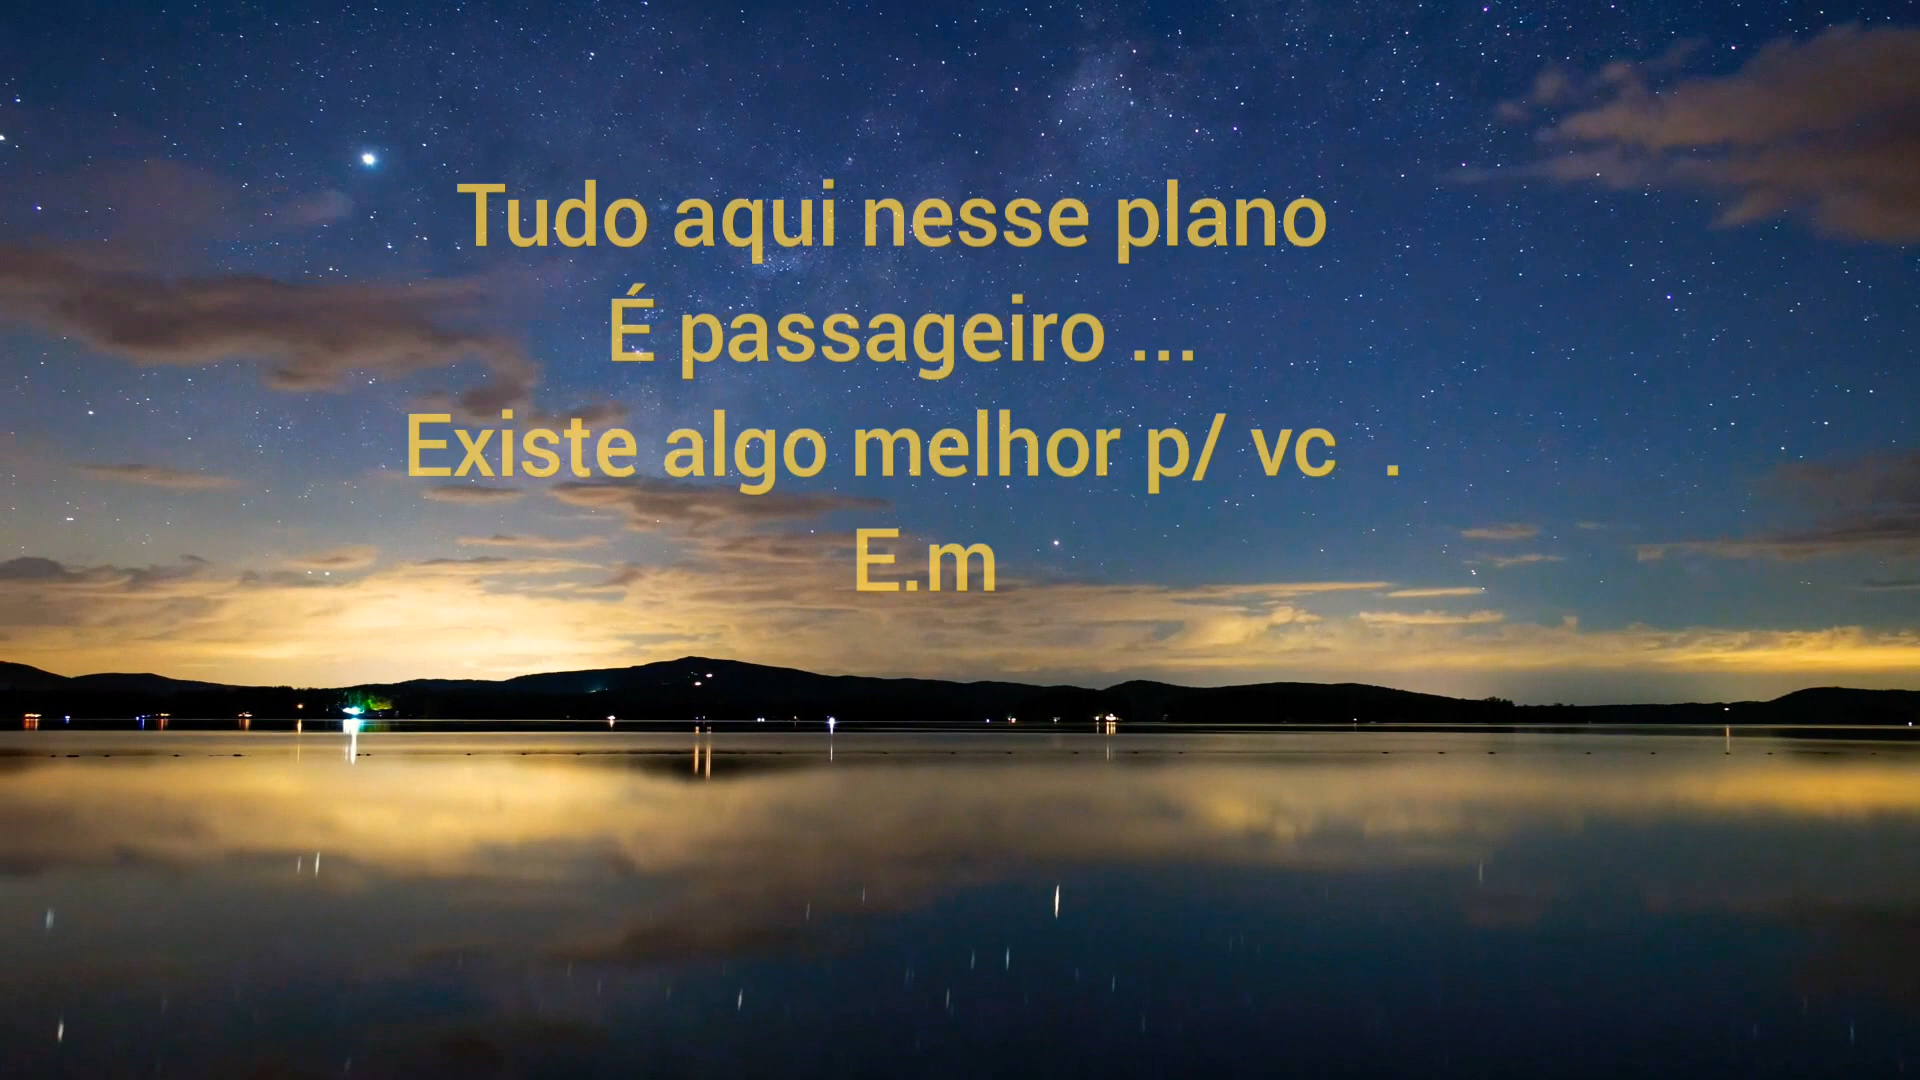 Tudo aqui nesse plano
É passageiro ...
Existe algo melhor p/ vc  .
E.m